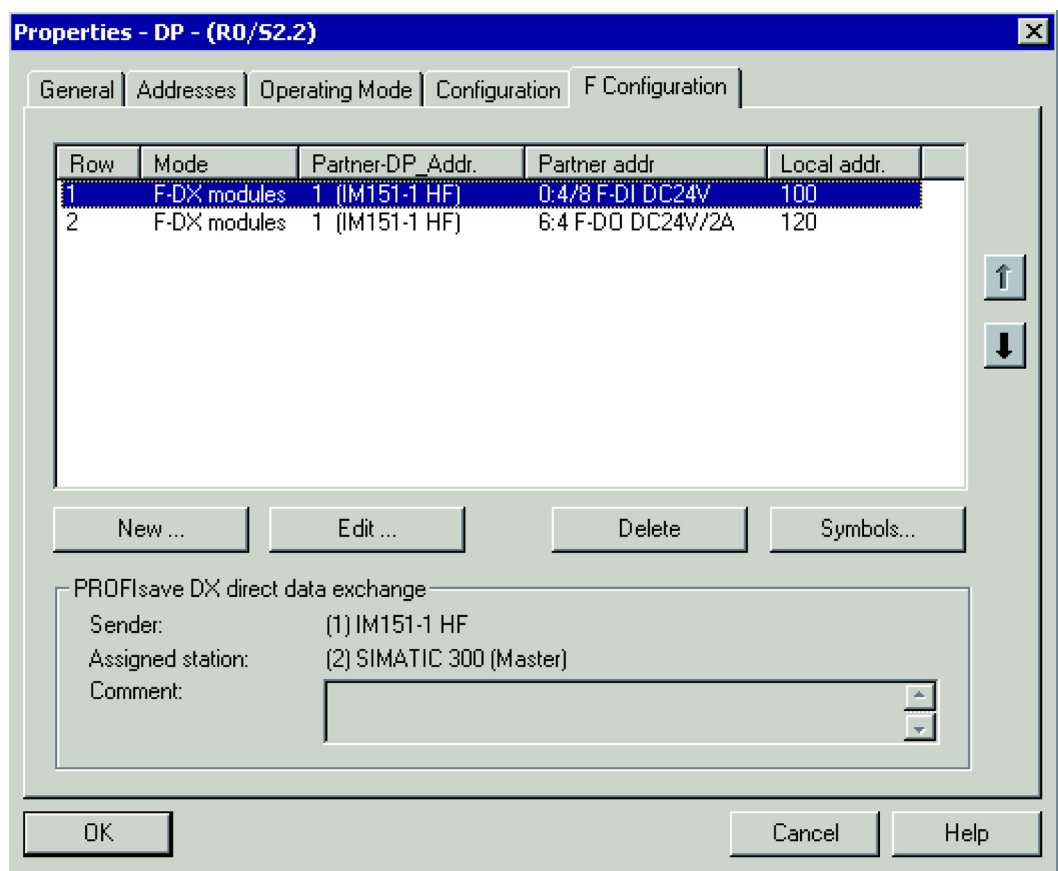 Properties - DP - (R0/S2.2)
General Addresses Operating Mode Configuration F Configuration
Row Mode Partner-DP_Addr. Partner addr Local addr.
1 F-DX modules 1 (IM151-1 HF) 0:4/8 F-DI DC24V 100
2 F-DX modules 1 (IM151-1 HF) 6:4 F-DO DC24V/2A 120
New ... Edit ... Delete Symbols...
PROFIsave DX direct data exchange
Sender: (1) IM151-1 HF
Assigned station: (2) SIMATIC 300 (Master)
Comment:
OK Cancel Help